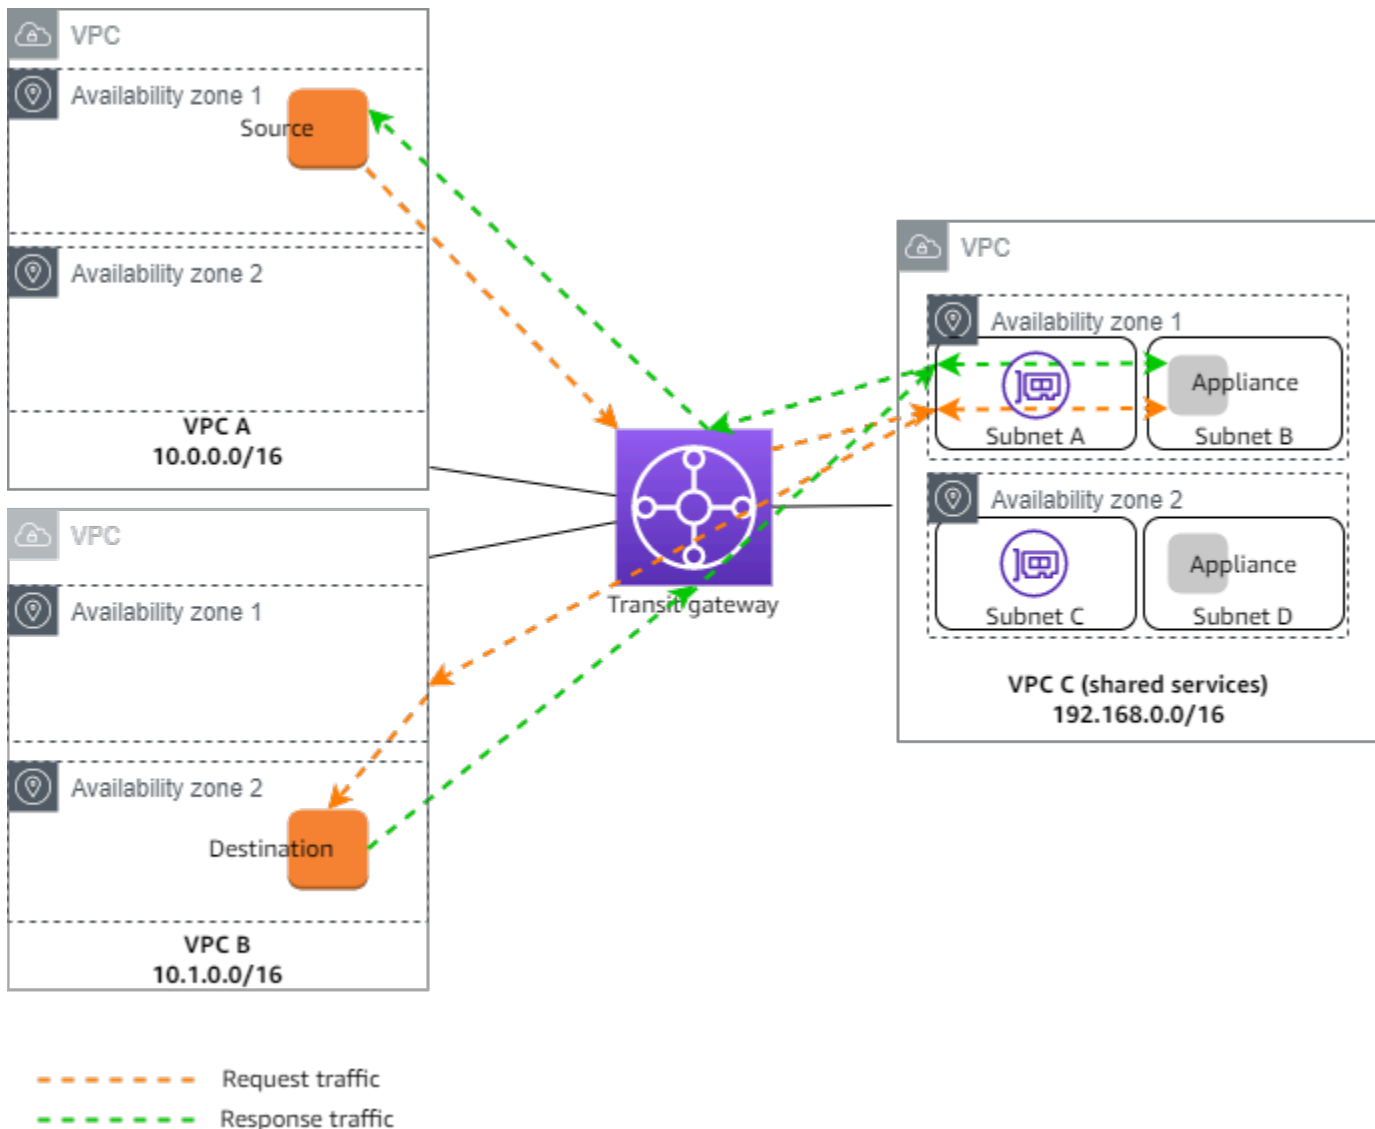 VPC
Availability zone 1
Source
Availability zone 2
VPC A
10.0.0.0/16
VPC
Availability zone 1
Availability zone 2
Destination
VPC B
10.1.0.0/16
Transit gateway
VPC
Availability zone 1
Appliance
Subnet A
Subnet B
Availability zone 2
Appliance
Subnet C
Subnet D
VPC C (shared services)
192.168.0.0/16
Request traffic
Response traffic